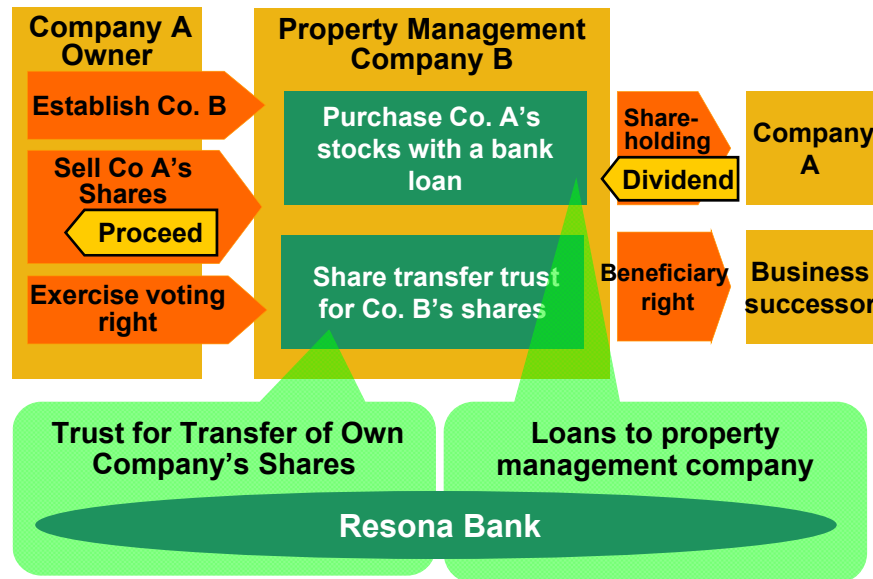 Company A
Owner
Establish Co. B
Sell Co A's
Shares
Proceed
Exercise voting
right
Property Management
Company B
Purchase Co. A's
stocks with a bank
loan
Share transfer trust
for Co. B's shares
Share-
holding
Dividend
Company
A
Beneficiary
right
Business
successor
Trust for Transfer of Own
Company's Shares
Loans to property
management company
Resona Bank